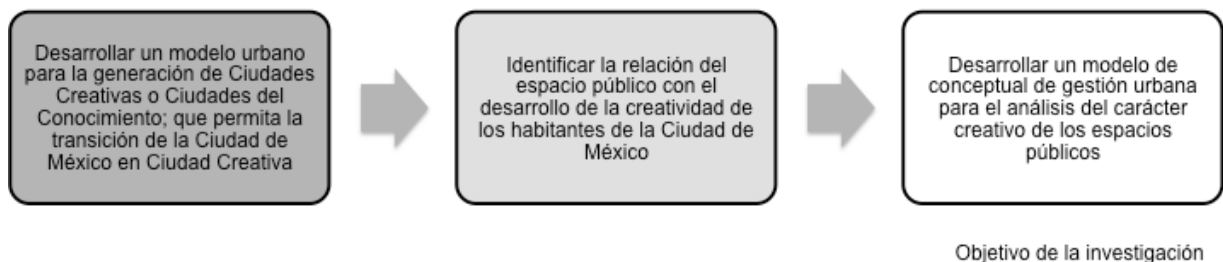 Desarrollar un modelo urbano
para la generación de Ciudades
Creativas o Ciudades del
Conocimiento; que permita la
transición de la Ciudad de
México en Ciudad Creativa
Identificar la relación del
espacio público con el
desarrollo de la creatividad de
los habitantes de la Ciudad de
México
Desarrollar un modelo de
conceptual de gestión urbana
para el análisis del carácter
creativo de los espacios
públicos
Objetivo de la investigación